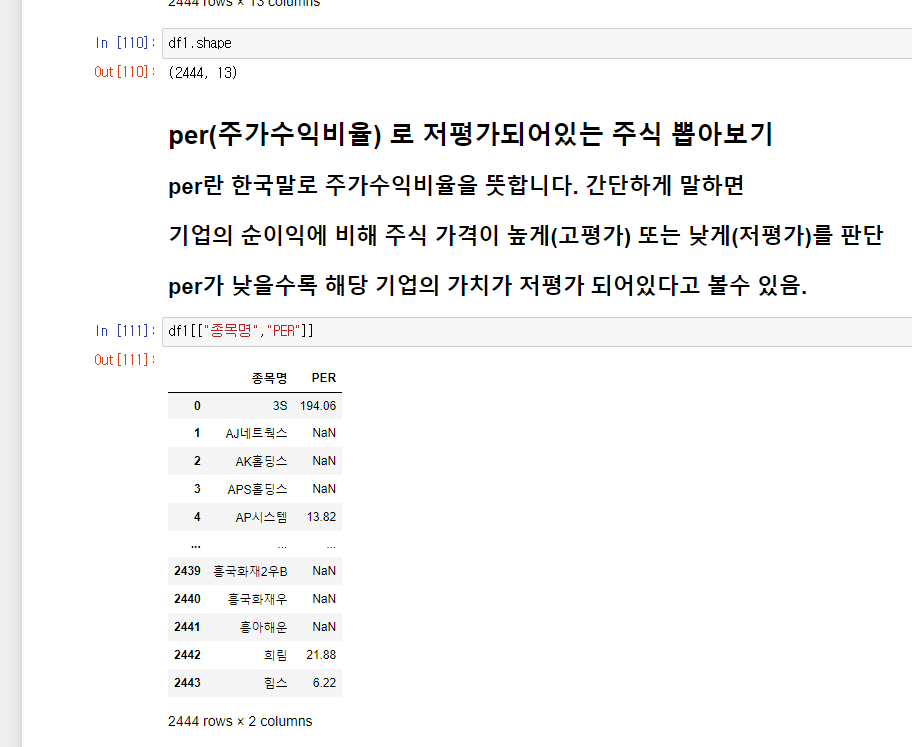 2444 rows × 13 columns
In [110]: df1.shape
Out[110]: (2444, 13)
per(주가수익비율) 로 저평가되어있는 주식 뽑아보기
per란 한국말로 주가수익비율을 뜻합니다. 간단하게 말하면
기업의 순이익에 비해 주식 가격이 높게(고평가) 또는 낮게(저평가)를 판단
per가 낮을수록 해당 기업의 가치가 저평가 되어있다고 볼수 있음.
In [111]: df1[["종목명","PER"]]
Out[111]:
종목명 PER
0 3S 194.06
1 AJ네트웍스 NaN
2 AK홀딩스 NaN
3 APS홀딩스 NaN
4 AP시스템 13.82
... ... ...
2439 흥국화재2우B NaN
2440 흥국화재우 NaN
2441 흥아해운 NaN
2442 희림 21.88
2443 힘스 6.22
2444 rows × 2 columns